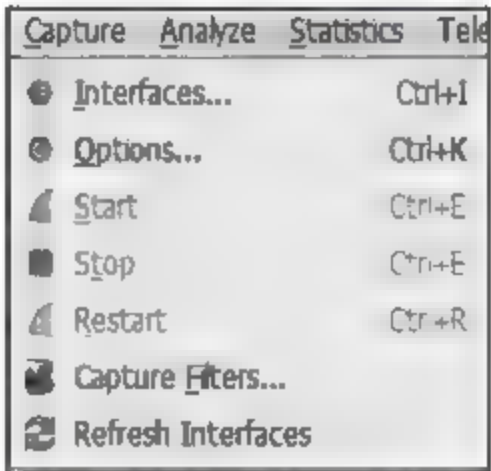 Capture Analyze Statistics Tele
Interfaces... Ctrl+I
Options... Ctrl+K
Start Ctrl+E
Stop Ctrl+E
Restart Ctrl+R
Capture Filters...
Refresh Interfaces